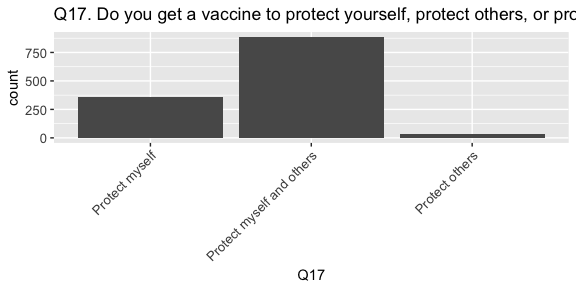 Q17. Do you get a vaccine to protect yourself, protect others, or pro
count
750
500
250
0
Protect myself
Protect myself and others
Protect others
Q17